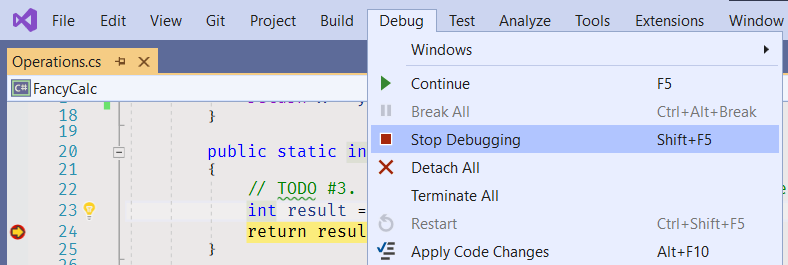 File Edit View Git Project Build Debug Test Analyze Tools Extensions Window
Operations.cs
Windows
FancyCalc
Continue F5
18 }
Break All Ctrl+Alt+Break
19
Stop Debugging Shift+F5
20 public static in
21 {
Detach All
22 // TODO #3.
Terminate All
23 int result =
Restart Ctrl+Shift+F5
24 return resul
25 }
Apply Code Changes Alt+F10